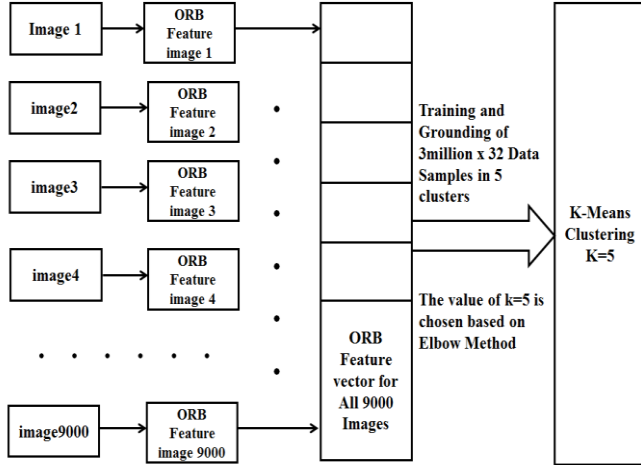 Image 1
ORB
Feature
image 1
image2
ORB
Feature
image 2
image3
ORB
Feature
image 3
image4
ORB
Feature
image 4
image9000
ORB
Feature
image 9000
ORB
Feature
vector for
All 9000
Images
Training and
Grounding of
3million x 32 Data
Samples in 5
clusters
The value of k=5 is
chosen based on
Elbow Method
K-Means
Clustering
K=5